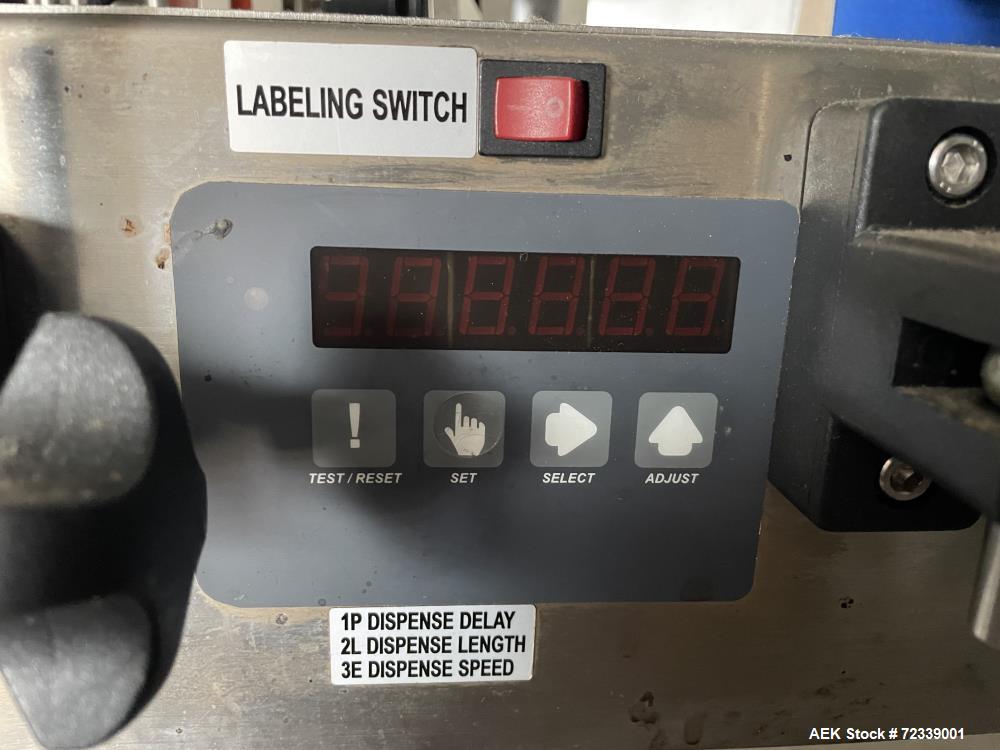 LABELING SWITCH
!
TEST / RESET
SET
SELECT
ADJUST
1P DISPENSE DELAY
2L DISPENSE LENGTH
3E DISPENSE SPEED
AEK Stock # 72339001